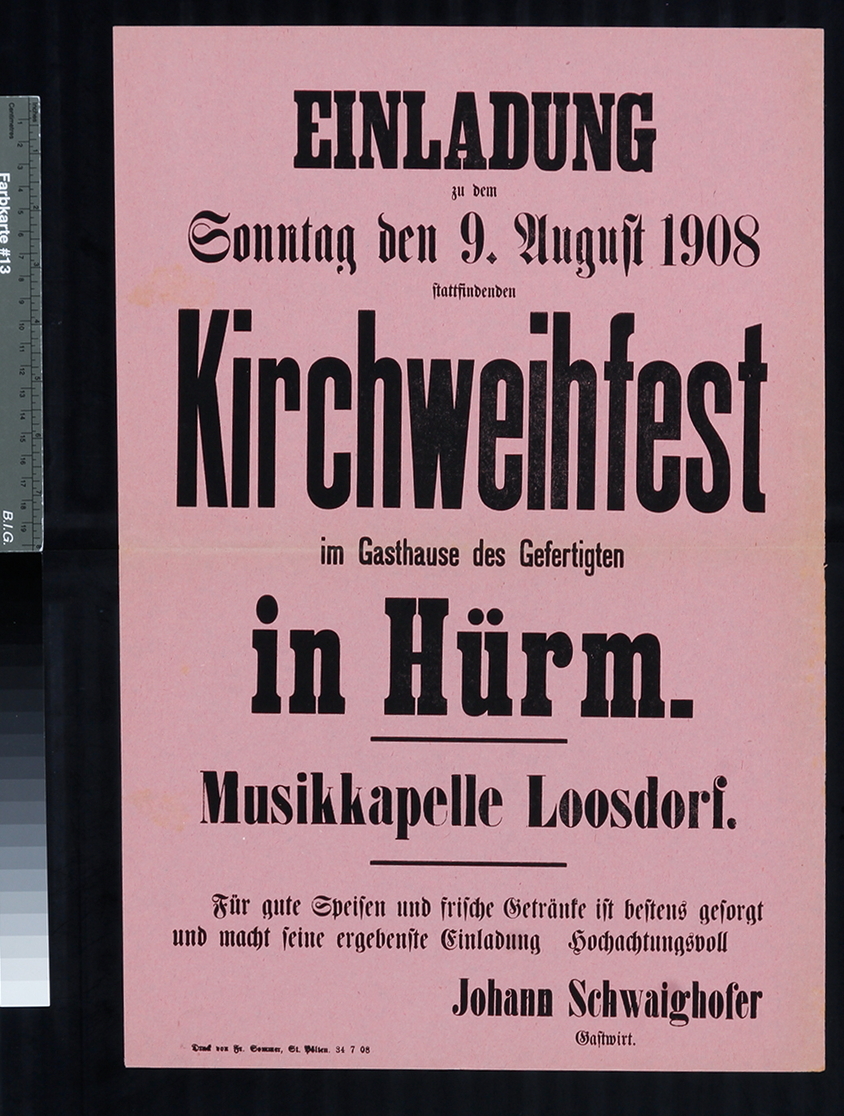 EINLADUNG
zu dem
Sonntag den 9. August 1908
stattfindenden
Kirchweihfest
im Gasthause des Gefertigten
in Hürm.
Musikkapelle Loosdorf.
Für gute Speisen und frische Getränke ist bestens gesorgt
und macht seine ergebenste Einladung Hochachtungsvoll
Johann Schwaighofer
Gastwirt.
Druck von Fr. Sommer, St. Pölten. 34 7 08
Centimetres
Inches
Farbkarte #13
B.I.G.